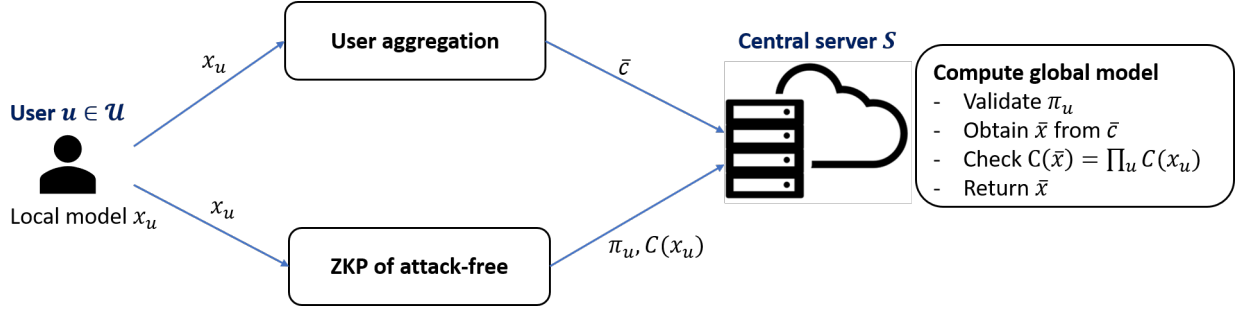 User aggregation
Central server S
x_u
c̄
Compute global model
- Validate π_u
- Obtain x̄ from c̄
- Check C(x̄) = ∏_u C(x_u)
- Return x̄
User u ∈ 𝒰
Local model x_u
x_u
ZKP of attack-free
π_u, C(x_u)